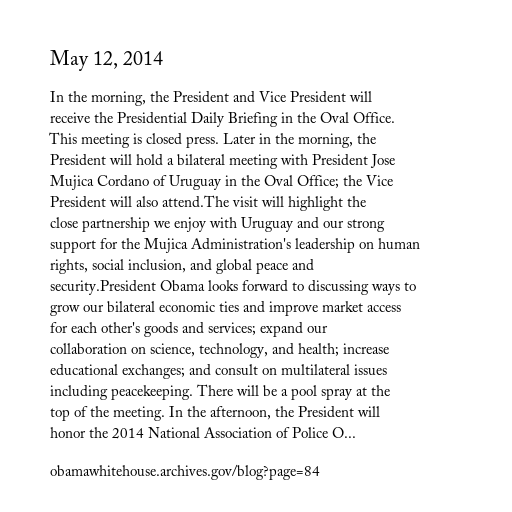 May 12, 2014
In the morning, the President and Vice President will
receive the Presidential Daily Briefing in the Oval Office.
This meeting is closed press. Later in the morning, the
President will hold a bilateral meeting with President Jose
Mujica Cordano of Uruguay in the Oval Office; the Vice
President will also attend.The visit will highlight the
close partnership we enjoy with Uruguay and our strong
support for the Mujica Administration's leadership on human
rights, social inclusion, and global peace and
security.President Obama looks forward to discussing ways to
grow our bilateral economic ties and improve market access
for each other's goods and services; expand our
collaboration on science, technology, and health; increase
educational exchanges; and consult on multilateral issues
including peacekeeping. There will be a pool spray at the
top of the meeting. In the afternoon, the President will
honor the 2014 National Association of Police O...
obamawhitehouse.archives.gov/blog?page=84